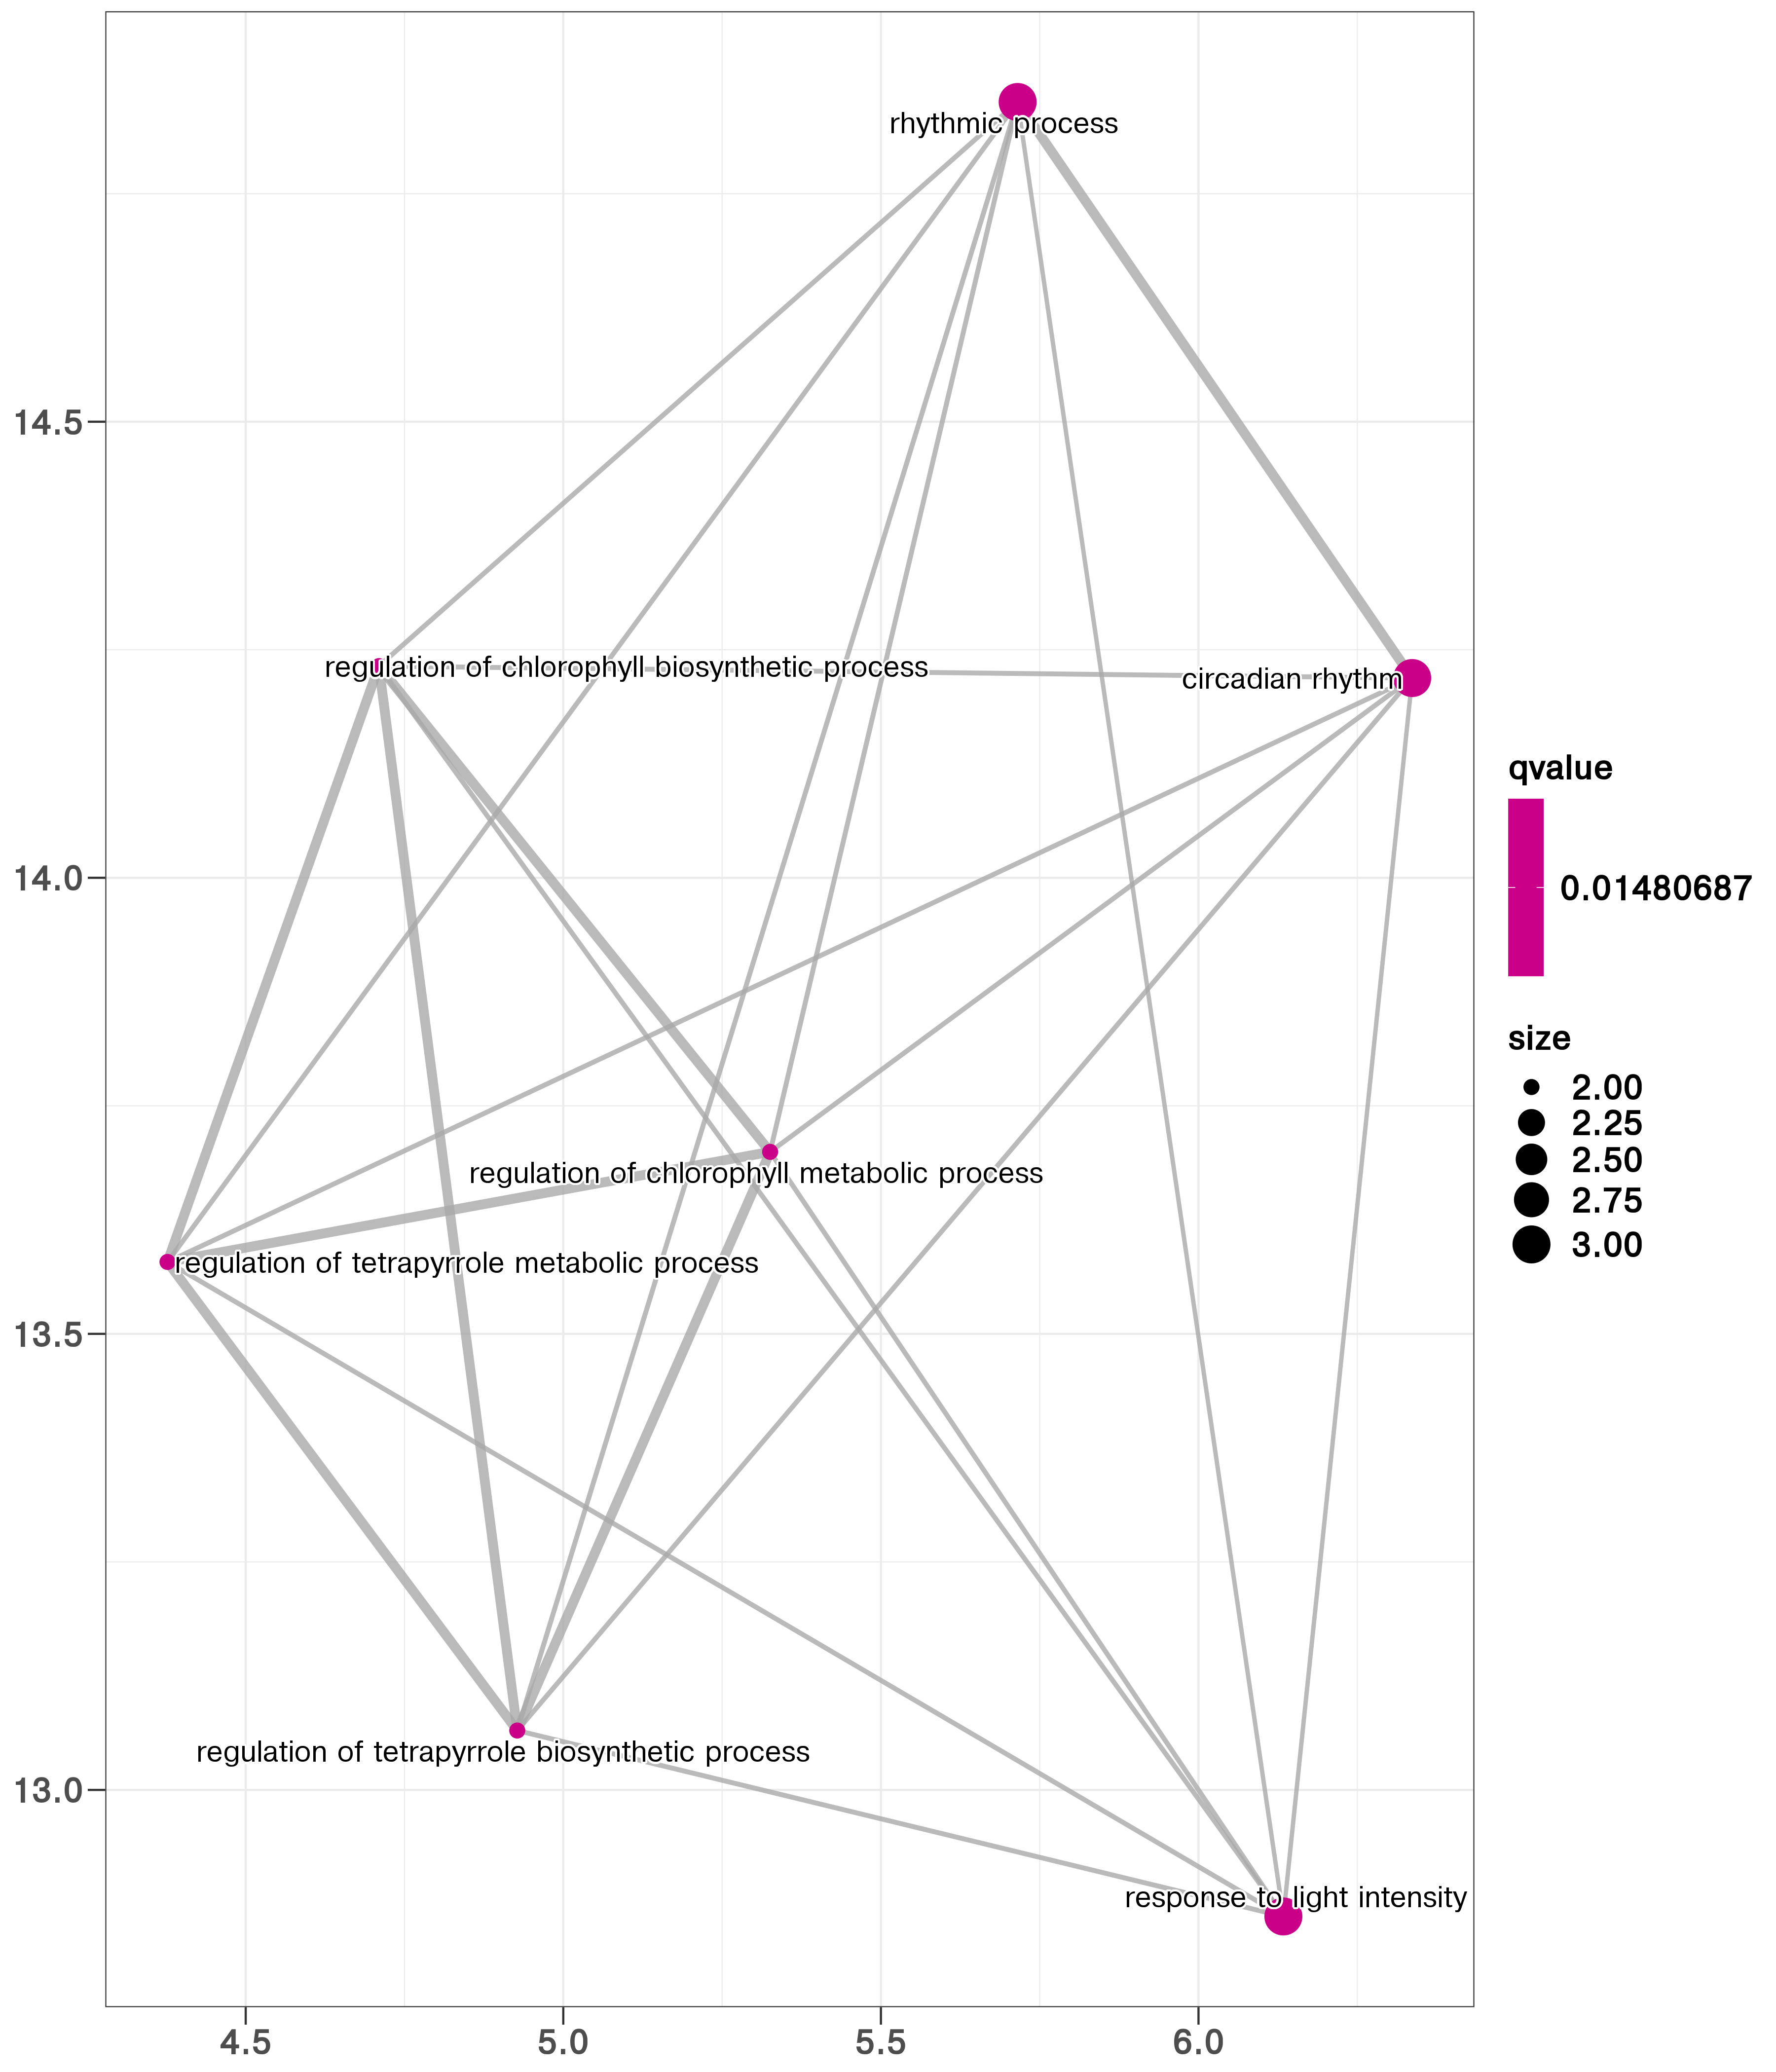 rhythmic process
14.5
regulation of chlorophyll biosynthetic process
circadian rhythm
qvalue
14.0
0.01480687
size
2.00
2.25
2.50
2.75
3.00
regulation of chlorophyll metabolic process
regulation of tetrapyrrole metabolic process
13.5
regulation of tetrapyrrole biosynthetic process
13.0
response to light intensity
4.5 5.0 5.5 6.0